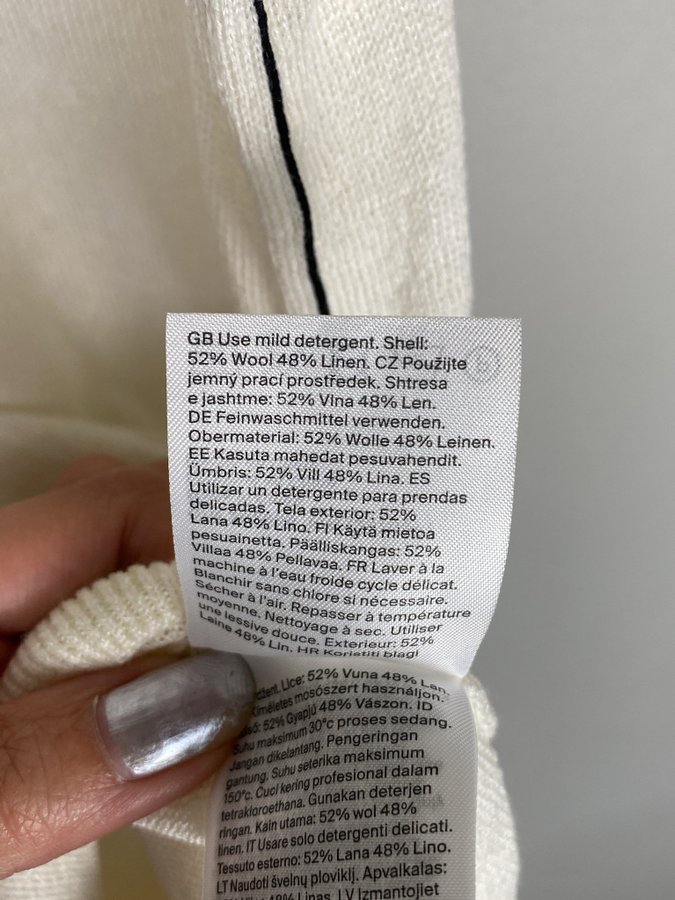 GB Use mild detergent. Shell:
52% Wool 48% Linen. CZ Použijte
jemný prací prostředek. Shtresa
e jashtme: 52% Vlna 48% Len.
DE Feinwaschmittel verwenden.
Obermaterial: 52% Wolle 48% Leinen.
EE Kasuta mahedat pesuvahendit.
Ümbris: 52% Vill 48% Lina. ES
Utilizar un detergente para prendas
delicadas. Tela exterior: 52%
Lana 48% Lino. FI Käytä mietoa
pesuainetta. Päälliskangas: 52%
Villaa 48% Pellavaa. FR Laver à la
machine à l'eau froide cycle délicat.
Blanchir sans chlore si nécessaire.
Sécher à l'air. Repasser à température
moyenne. Nettoyage à sec. Utiliser
une lessive douce. Exterieur: 52%
Laine 48% Lin. HR Koristiti blagi
Lice: 52% Vuna 48% Lan.
Kíméletes mosószert használjon.
52% Gyapjú 48% Vászon. ID
Suhu maksimum 30°c proses sedang.
Jangan dikelantang. Pengeringan
gantung. Suhu seterika maksimum
150°c. Cuci kering profesional dalam
tetrakloroethana. Gunakan deterjen
ringan. Kain utama: 52% wol 48%
linen. IT Usare solo detergenti delicati.
Tessuto esterno: 52% Lana 48% Lino.
LT Naudoti švelnų ploviklį. Apvalkalas:
48% Linas. LV Izmantojiet